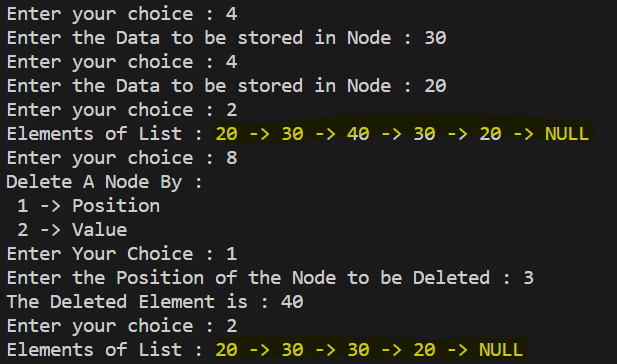 Enter your choice : 4
Enter the Data to be stored in Node : 30
Enter your choice : 4
Enter the Data to be stored in Node : 20
Enter your choice : 2
Elements of List : 20 -> 30 -> 40 -> 30 -> 20 -> NULL
Enter your choice : 8
Delete A Node By :
 1 -> Position
 2 -> Value
Enter Your Choice : 1
Enter the Position of the Node to be Deleted : 3
The Deleted Element is : 40
Enter your choice : 2
Elements of List : 20 -> 30 -> 30 -> 20 -> NULL